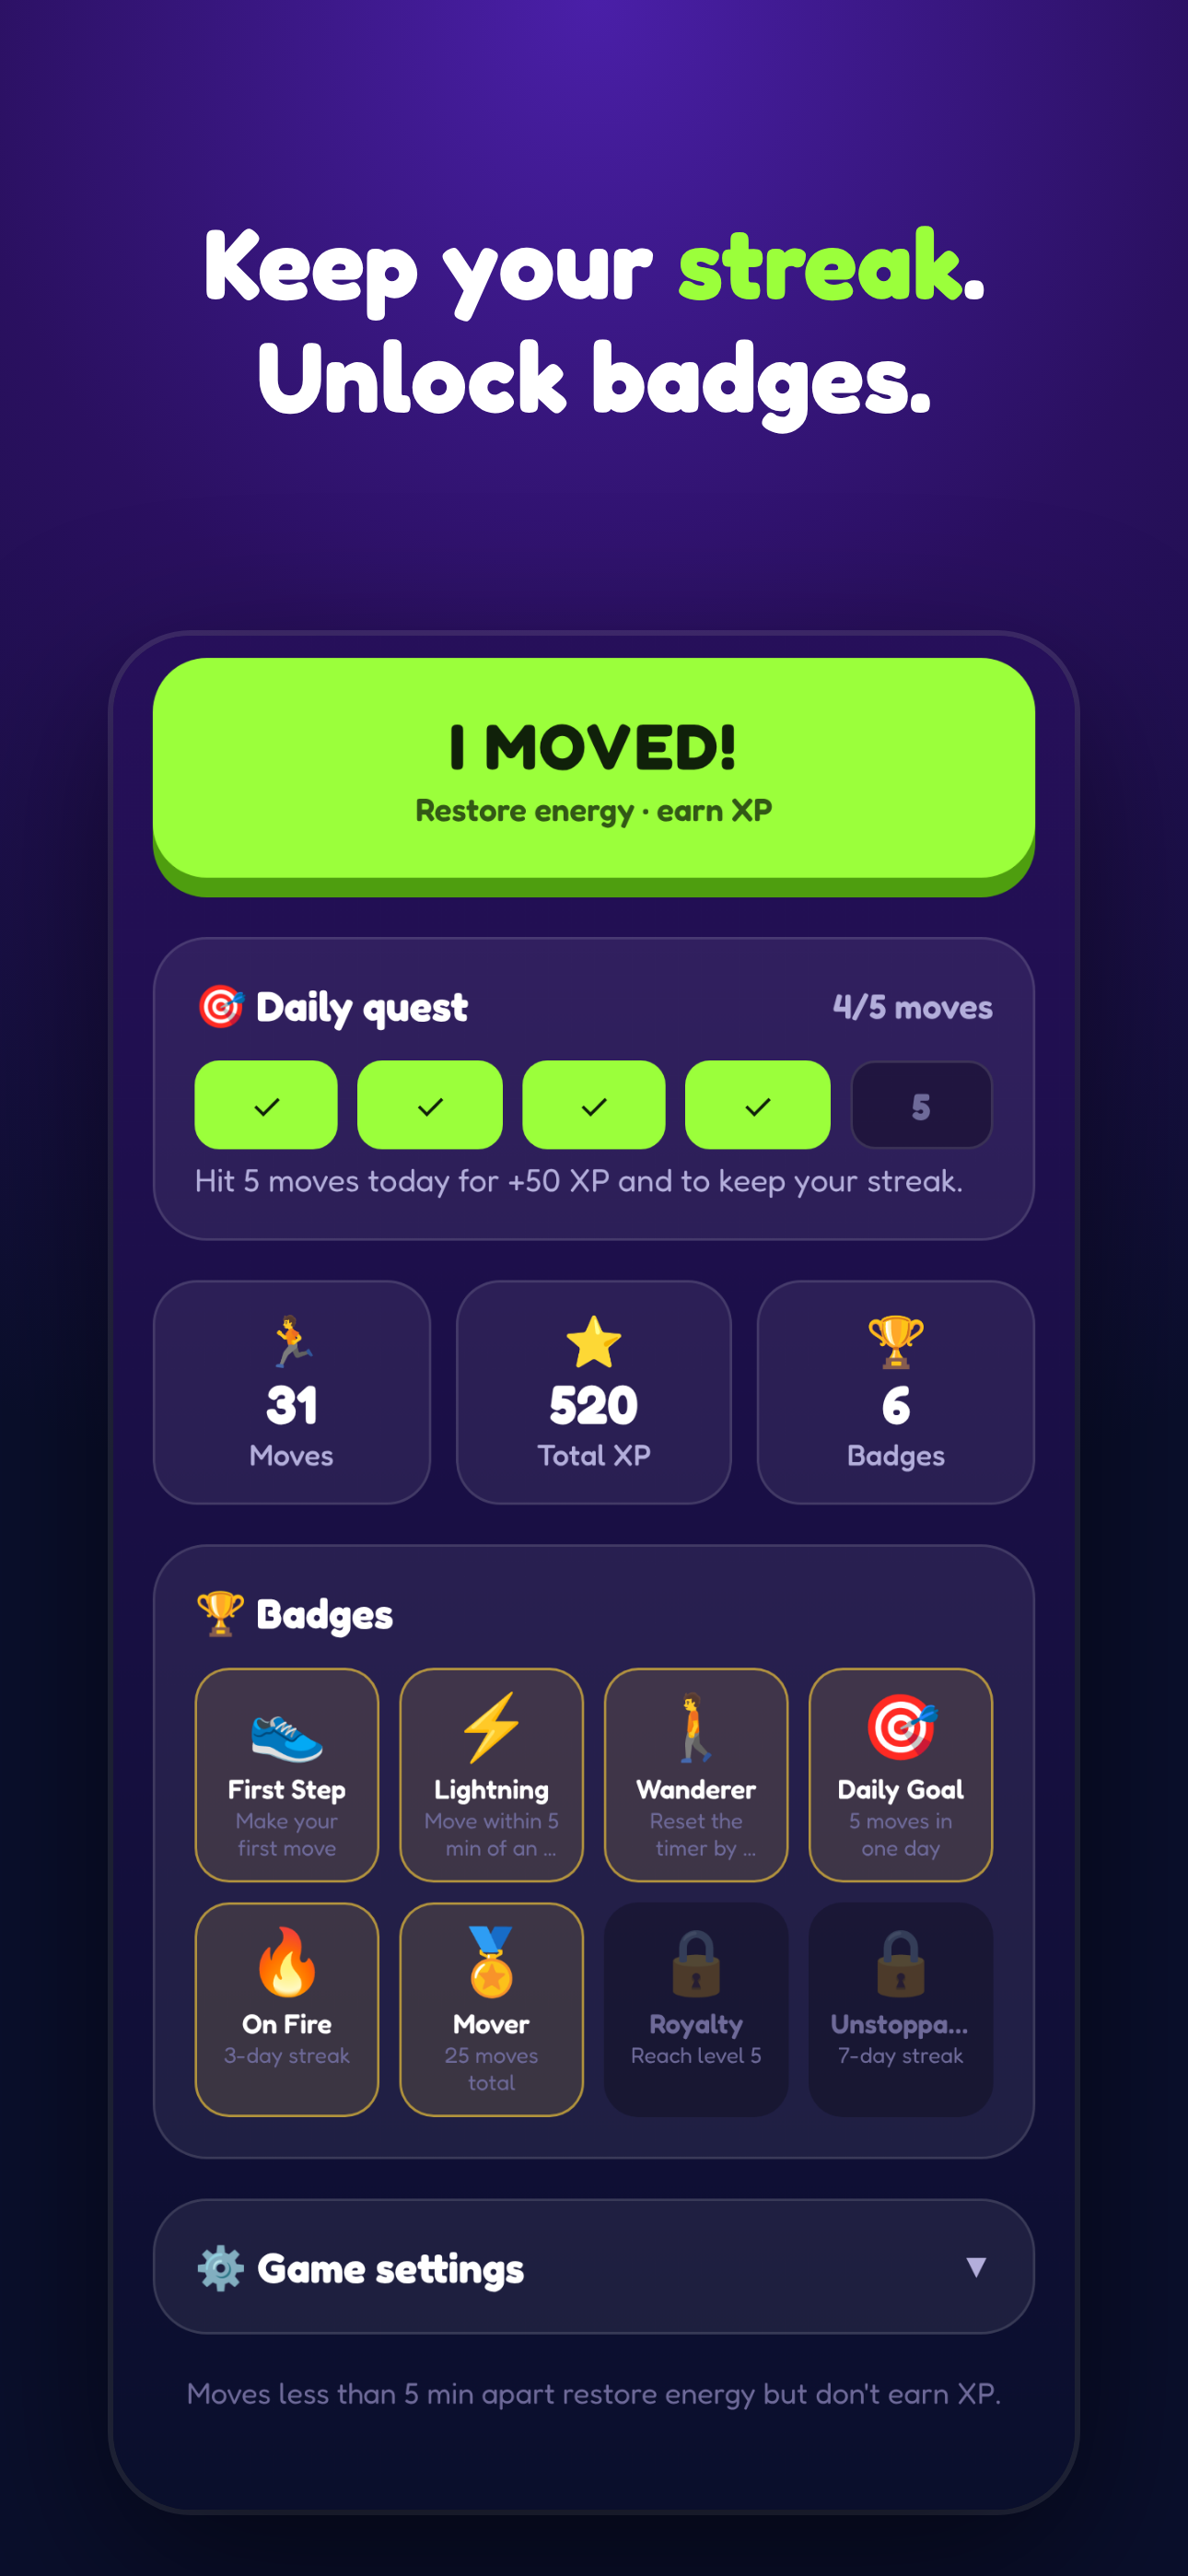 Keep your streak.
Unlock badges.
I MOVED!
Restore energy · earn XP
Daily quest
4/5 moves
5
Hit 5 moves today for +50 XP and to keep your streak.
31
Moves
520
Total XP
6
Badges
Badges
First Step
Make your
first move
Lightning
Move within 5
min of an ...
Wanderer
Reset the
timer by ...
Daily Goal
5 moves in
one day
On Fire
3-day streak
Mover
25 moves
total
Royalty
Reach level 5
Unstoppa...
7-day streak
Game settings
Moves less than 5 min apart restore energy but don't earn XP.